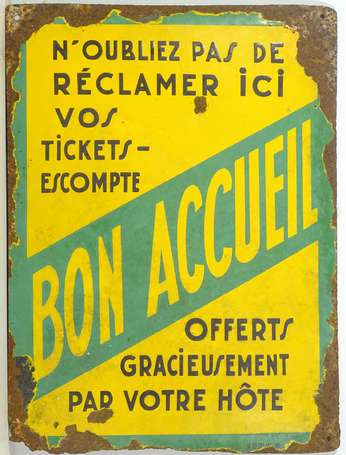 N'OUBLIEZ PAS DE
RÉCLAMER iCi
VOS
TICKETS-
ESCOMPTE
BON ACCUEIL
OFFERTS
GRACIEUSEMENT
PAR VOTRE HÔTE